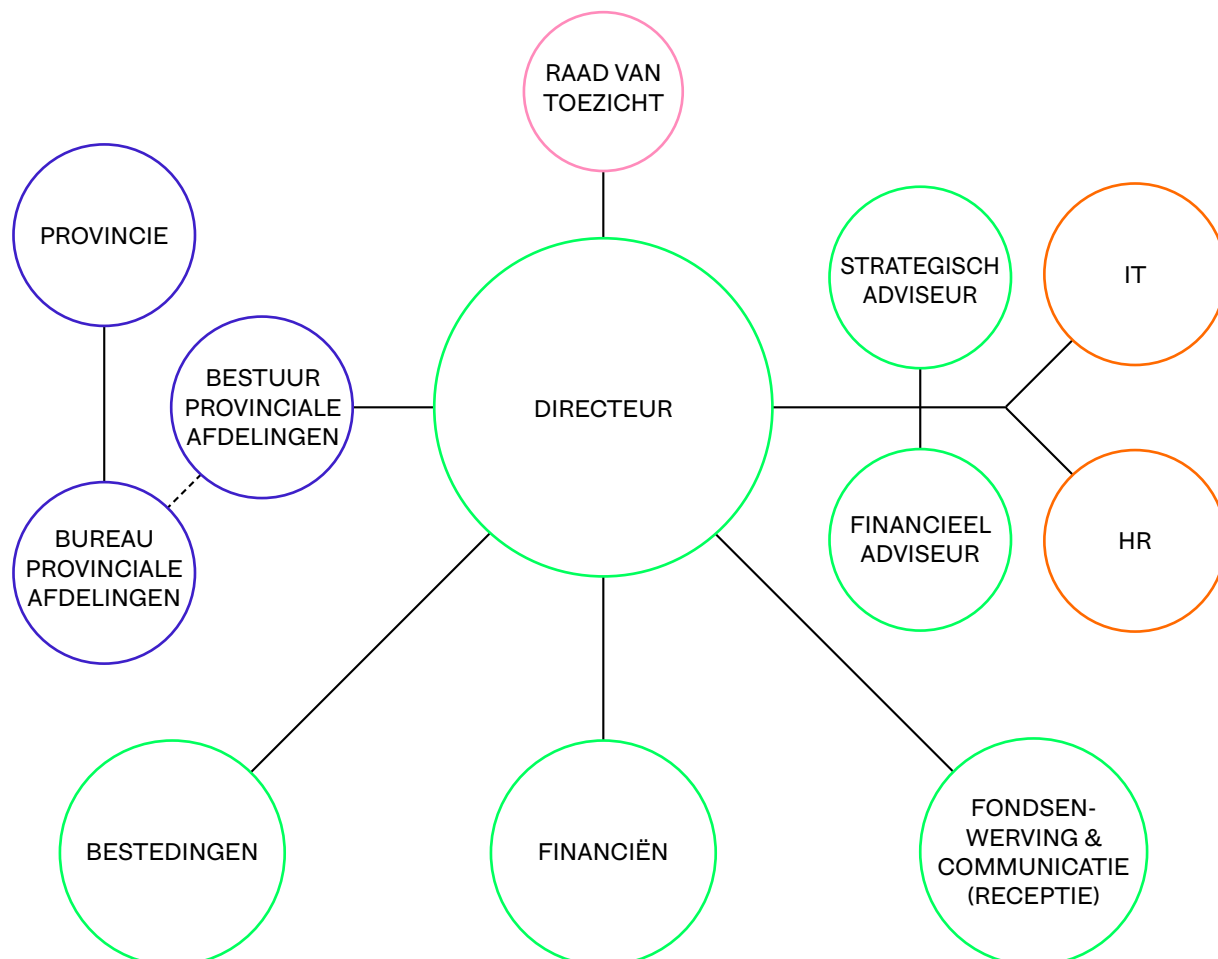 RAAD VAN
TOEZICHT
PROVINCIE
BESTUUR
PROVINCIALE
AFDELINGEN
BUREAU
PROVINCIALE
AFDELINGEN
DIRECTEUR
STRATEGISCH
ADVISEUR
IT
FINANCIEEL
ADVISEUR
HR
BESTEDINGEN
FINANCIËN
FONDSEN-
WERVING &
COMMUNICATIE
(RECEPTIE)